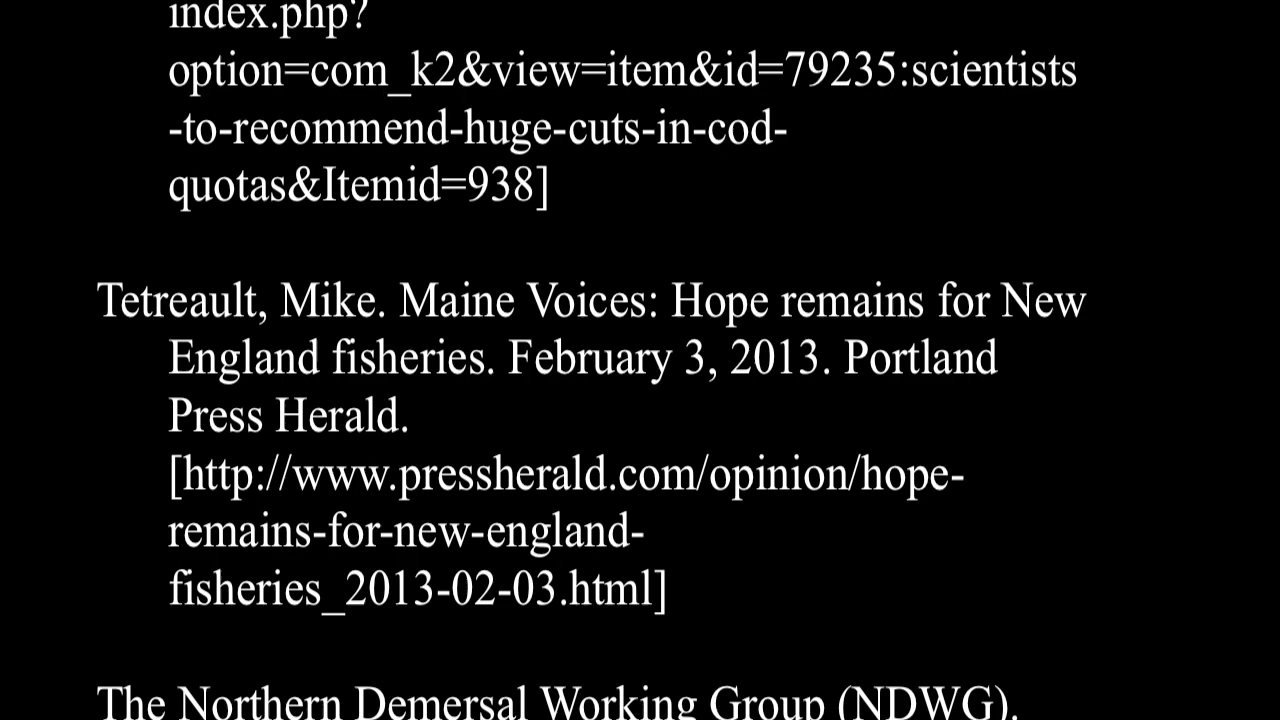 index.php?
option=com_k2&view=item&id=79235:scientists
-to-recommend-huge-cuts-in-cod-
quotas&Itemid=938]
Tetreault, Mike. Maine Voices: Hope remains for New
England fisheries. February 3, 2013. Portland
Press Herald.
[http://www.pressherald.com/opinion/hope-
remains-for-new-england-
fisheries_2013-02-03.html]
The Northern Demersal Working Group (NDWG).